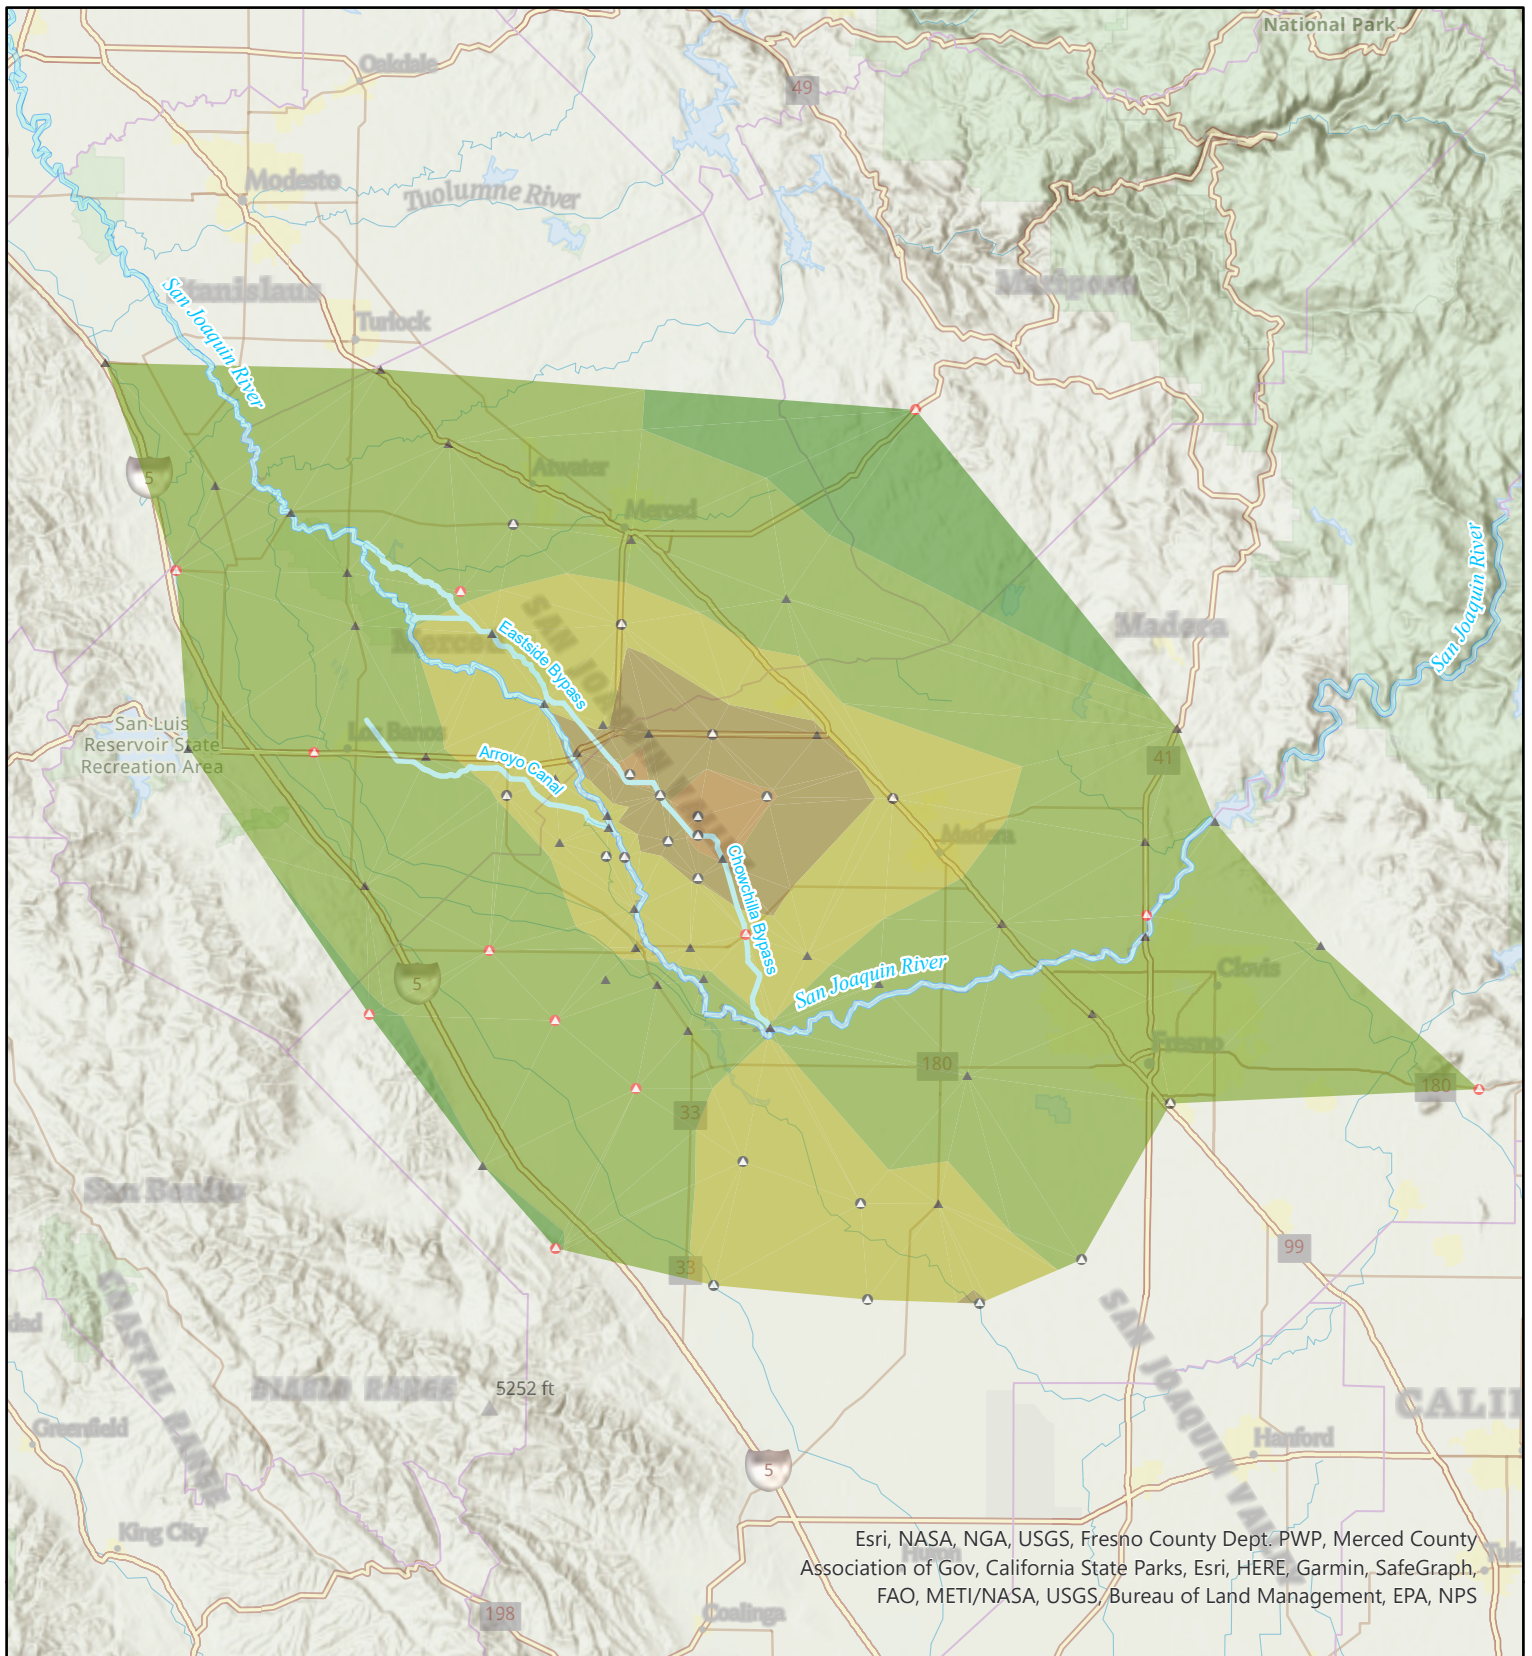 National Park
Oakdale
49
Modesto
Tuolumne River
Mariposa
Stanislaus
San Joaquin River
Turlock
Atwater
5
Merced
San Joaquin River
SAN JOAQUIN VALLEY
Eastside Bypass
Madera
Merced
San Luis
Reservoir State
Recreation Area
Los Banos
Arroyo Canal
41
Madera
Chowchilla Bypass
San Joaquin River
Clovis
5
Fresno
180
180
33
San Benito
99
33
COASTAL RANGE
SAN JOAQUIN VALLEY
DIABLO RANGE
5252 ft
CALI
Greenfield
Hanford
5
King City
Esri, NASA, NGA, USGS, Fresno County Dept. PWP, Merced County
Association of Gov, California State Parks, Esri, HERE, Garmin, SafeGraph,
FAO, METI/NASA, USGS, Bureau of Land Management, EPA, NPS
Huron
198
Coalinga